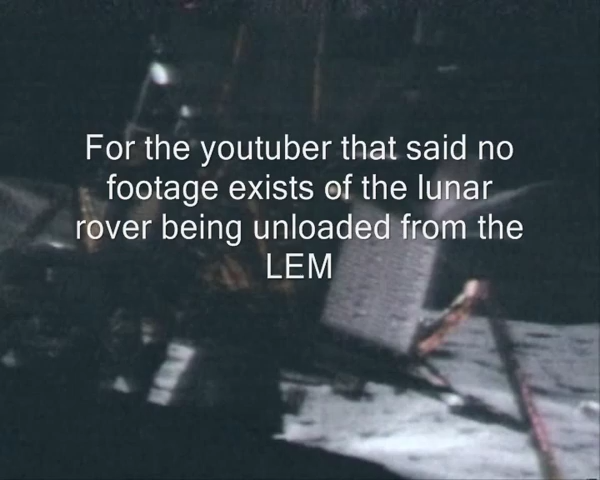 For the youtuber that said no
footage exists of the lunar
rover being unloaded from the
LEM